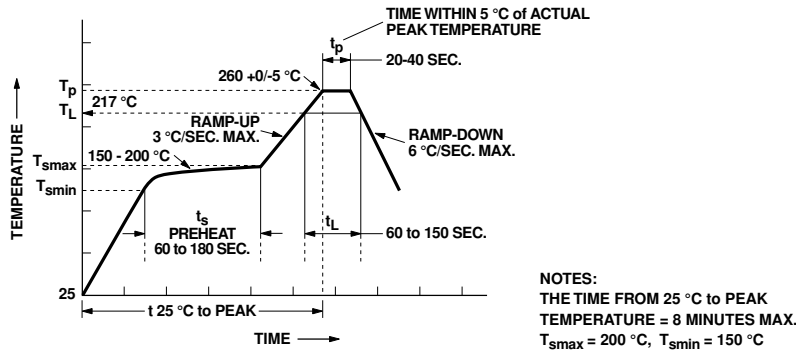 TIME WITHIN 5 °C of ACTUAL
PEAK TEMPERATURE
tp
20-40 SEC.
260 +0/-5 °C
Tp
217 °C
TL
RAMP-UP
3 °C/SEC. MAX.
RAMP-DOWN
6 °C/SEC. MAX.
150 - 200 °C
Tsmax
Tsmin
ts
PREHEAT
60 to 180 SEC.
tL
60 to 150 SEC.
TEMPERATURE
25
t 25 °C to PEAK
TIME
NOTES:
THE TIME FROM 25 °C to PEAK
TEMPERATURE = 8 MINUTES MAX.
Tsmax = 200 °C, Tsmin = 150 °C